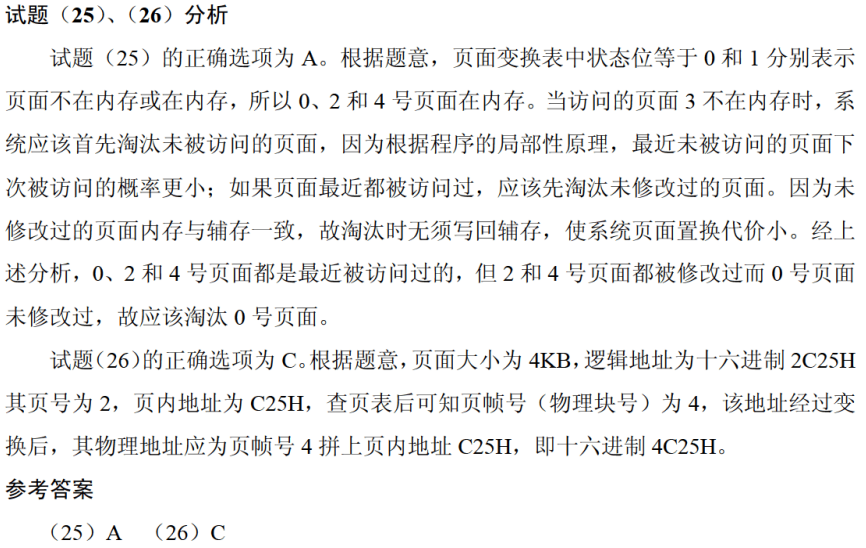 试题（25）、（26）分析
试题（25）的正确选项为 A。根据题意，页面变换表中状态位等于 0 和 1 分别表示
页面不在内存或在内存，所以 0、2 和 4 号页面在内存。当访问的页面 3 不在内存时，系
统应该首先淘汰未被访问的页面，因为根据程序的局部性原理，最近未被访问的页面下
次被访问的概率更小；如果页面最近都被访问过，应该先淘汰未修改过的页面。因为未
修改过的页面内存与辅存一致，故淘汰时无须写回辅存，使系统页面置换代价小。经上
述分析，0、2 和 4 号页面都是最近被访问过的，但 2 和 4 号页面都被修改过而 0 号页面
未修改过，故应该淘汰 0 号页面。
试题（26）的正确选项为 C。根据题意，页面大小为 4KB，逻辑地址为十六进制 2C25H
其页号为 2，页内地址为 C25H，查页表后可知页帧号（物理块号）为 4，该地址经过变
换后，其物理地址应为页帧号 4 拼上页内地址 C25H，即十六进制 4C25H。
参考答案
（25）A （26）C